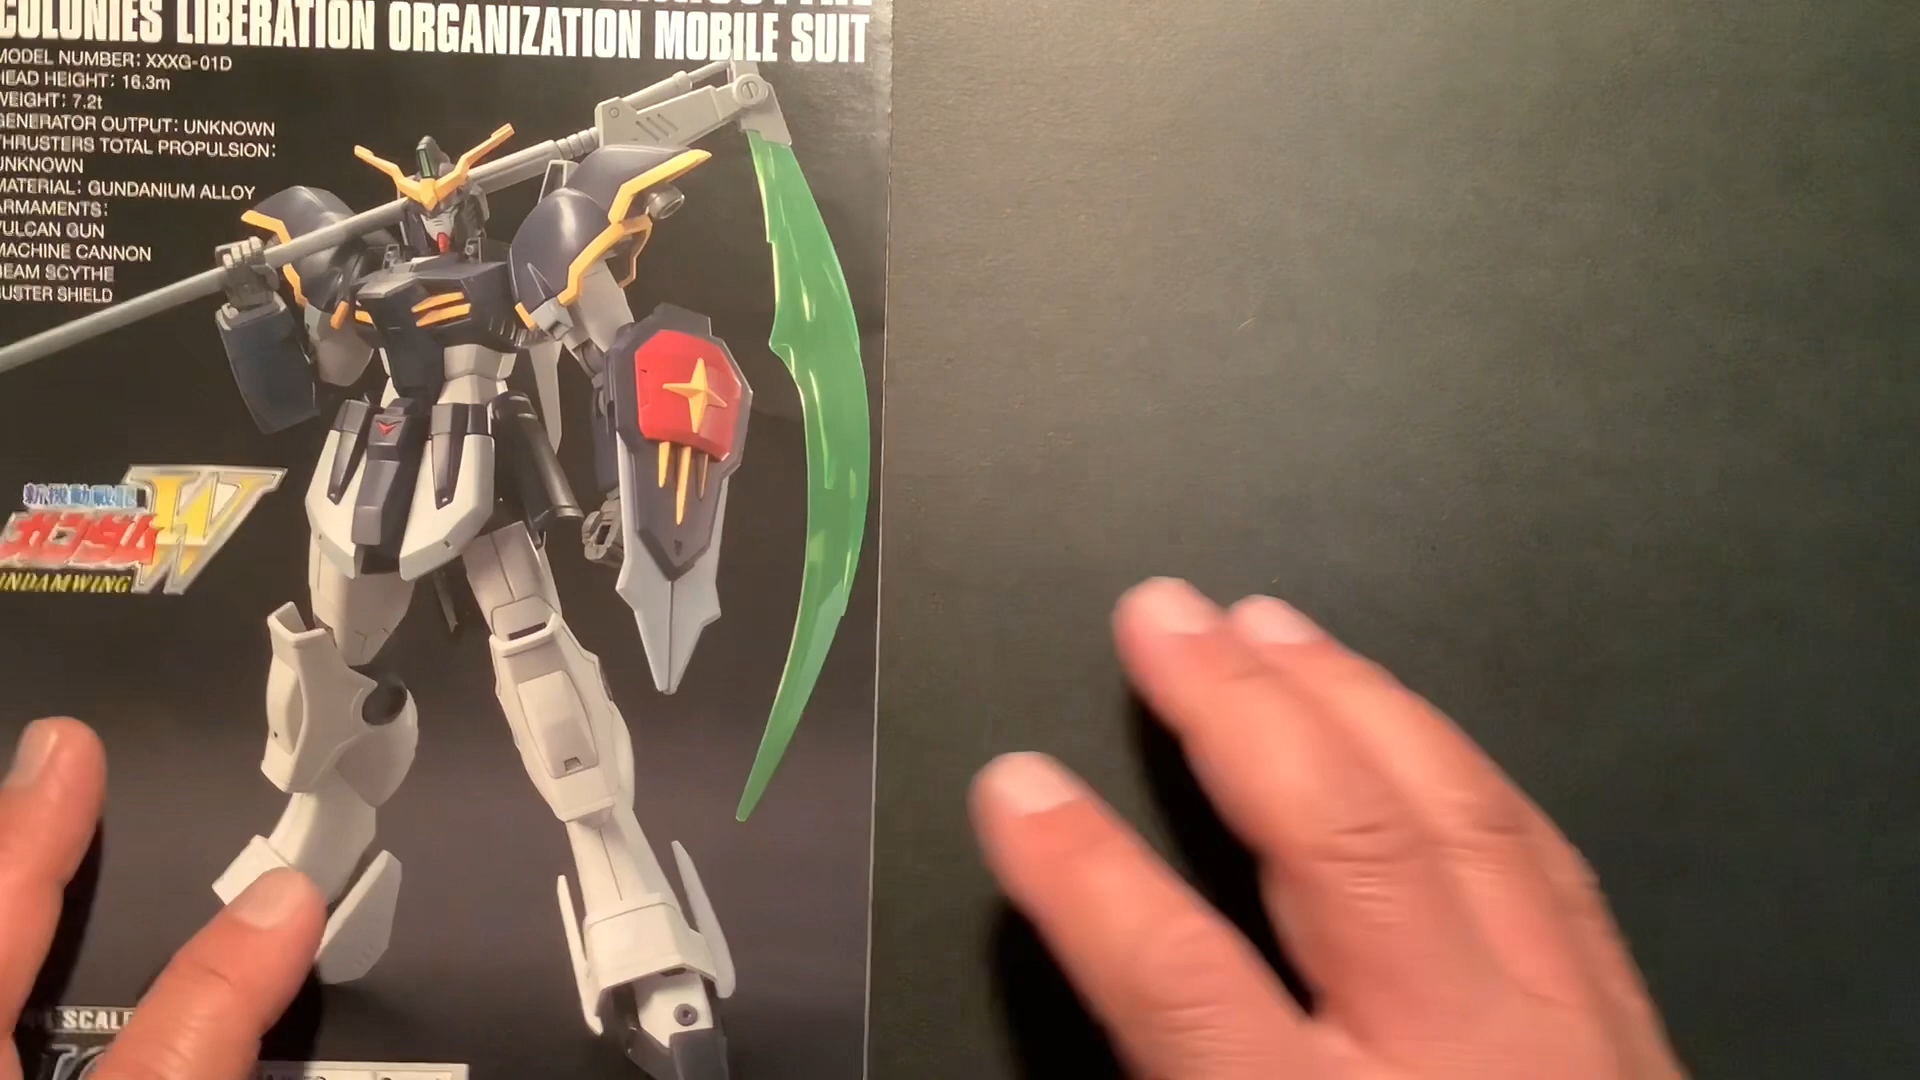 COLONIES LIBERATION ORGANIZATION MOBILE SUIT
MODEL NUMBER: XXXG-01D
HEAD HEIGHT: 16.3m
WEIGHT: 7.2t
GENERATOR OUTPUT: UNKNOWN
THRUSTERS TOTAL PROPULSION:
UNKNOWN
MATERIAL: GUNDANIUM ALLOY
ARMAMENTS:
VULCAN GUN
MACHINE CANNON
BEAM SCYTHE
BUSTER SHIELD
新機動戦記
ガンダム W
NDAMWING
SCALE